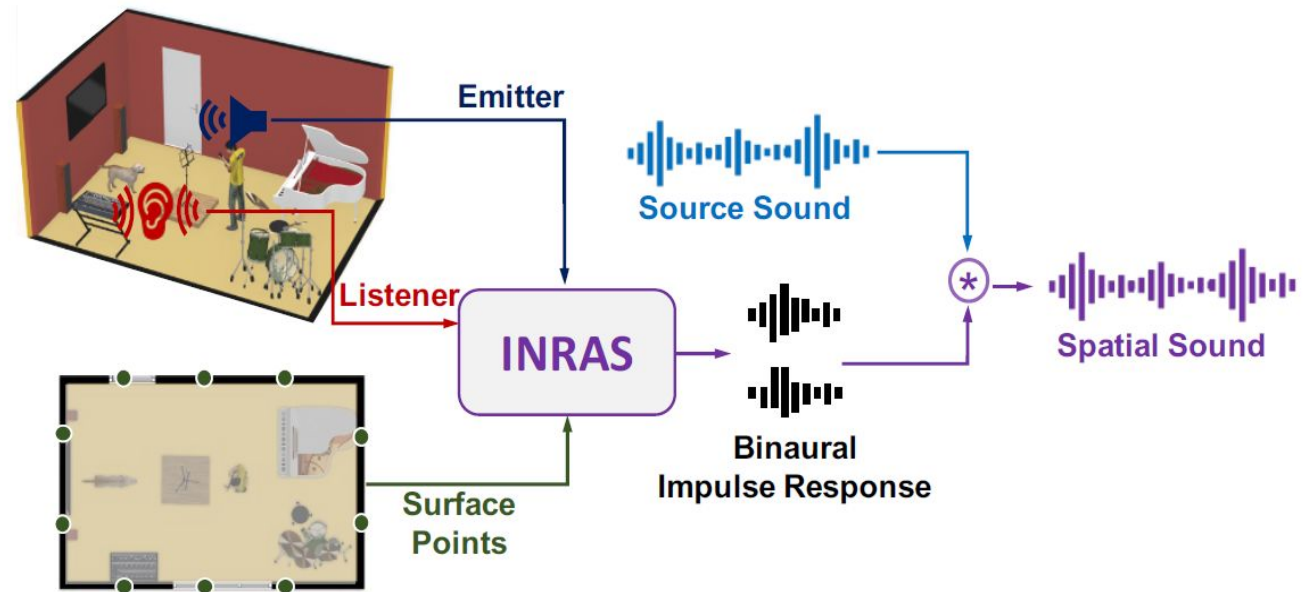 Emitter
Source Sound
Listener
INRAS
*
Spatial Sound
Binaural
Impulse Response
Surface
Points